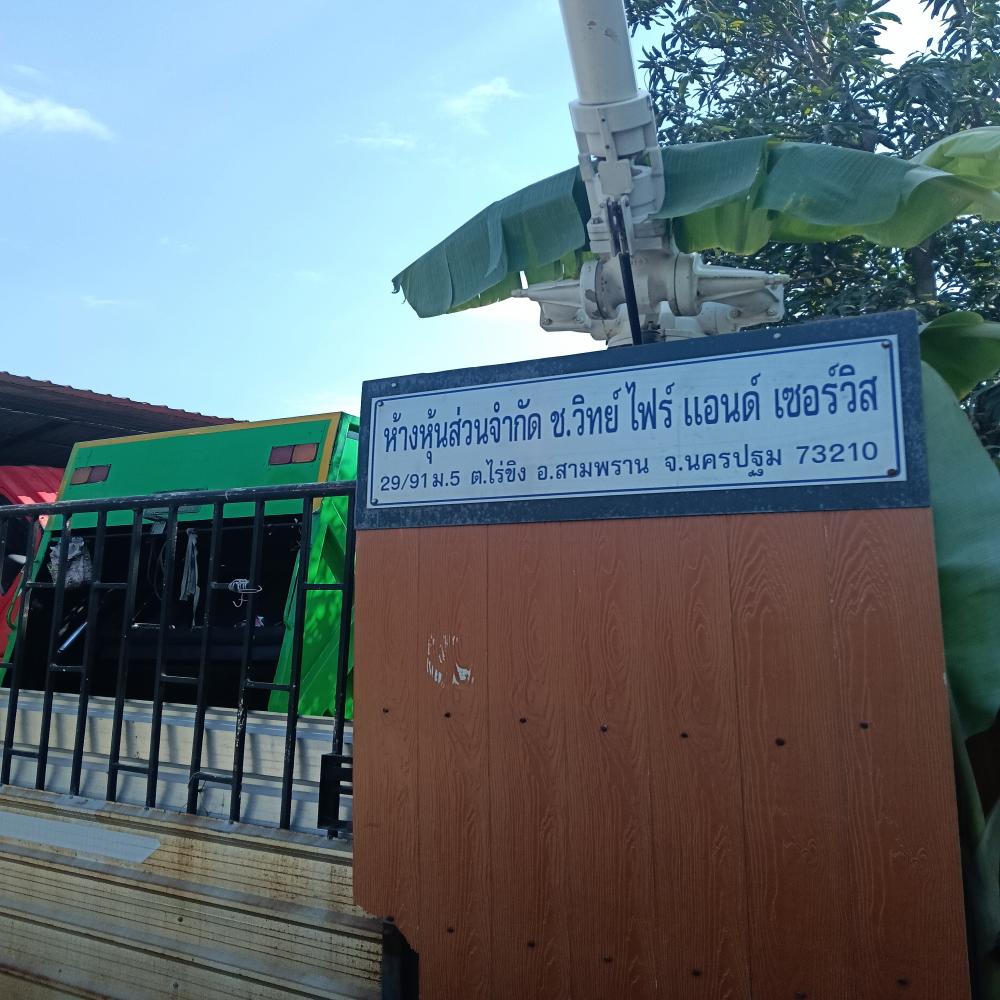 ห้างหุ้นส่วนจำกัด ช.วิทย์ ไฟร์ แอนด์ เซอร์วิส
29/91 ม.5 ต.ไร่ขิง อ.สามพราน จ.นครปฐม 73210